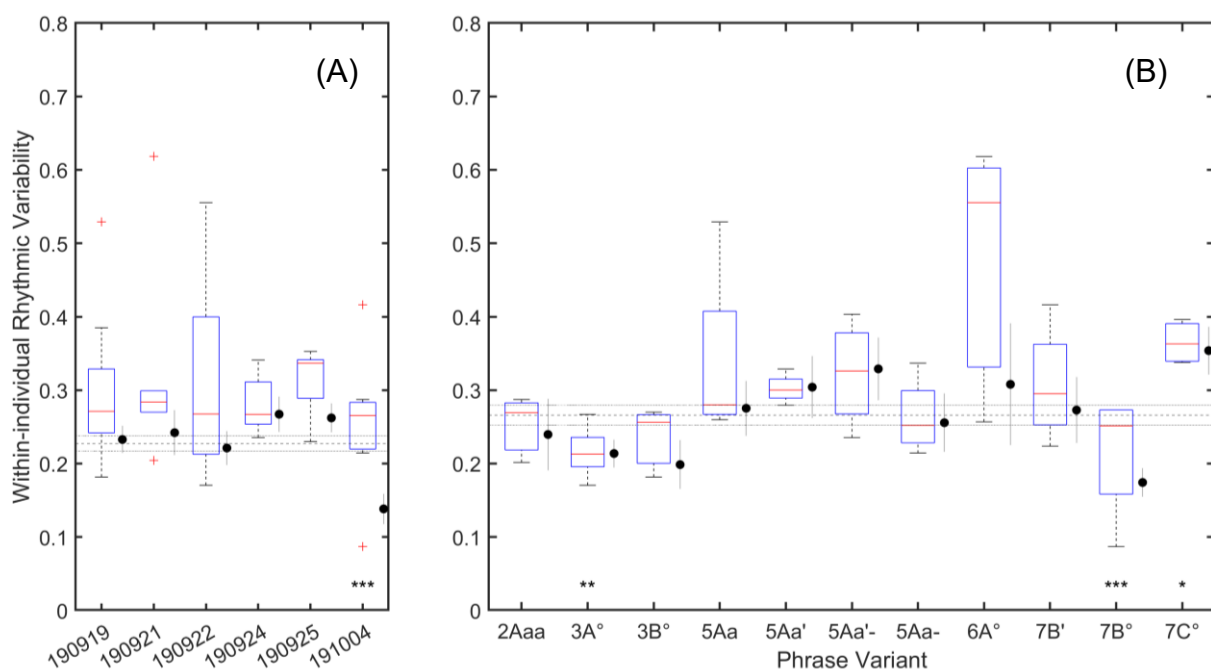 (A)
Within-individual Rhythmic Variability
0.8
0.7
0.6
0.5
0.4
0.3
0.2
0.1
0
***
190919 190921 190922 190924 190925 191004
(B)
0.8
0.7
0.6
0.5
0.4
0.3
0.2
0.1
0
** *** *
2Aaa 3A° 3B° 5Aa 5Aa' 5Aa'- 5Aa- 6A° 7B' 7B° 7C°
Phrase Variant